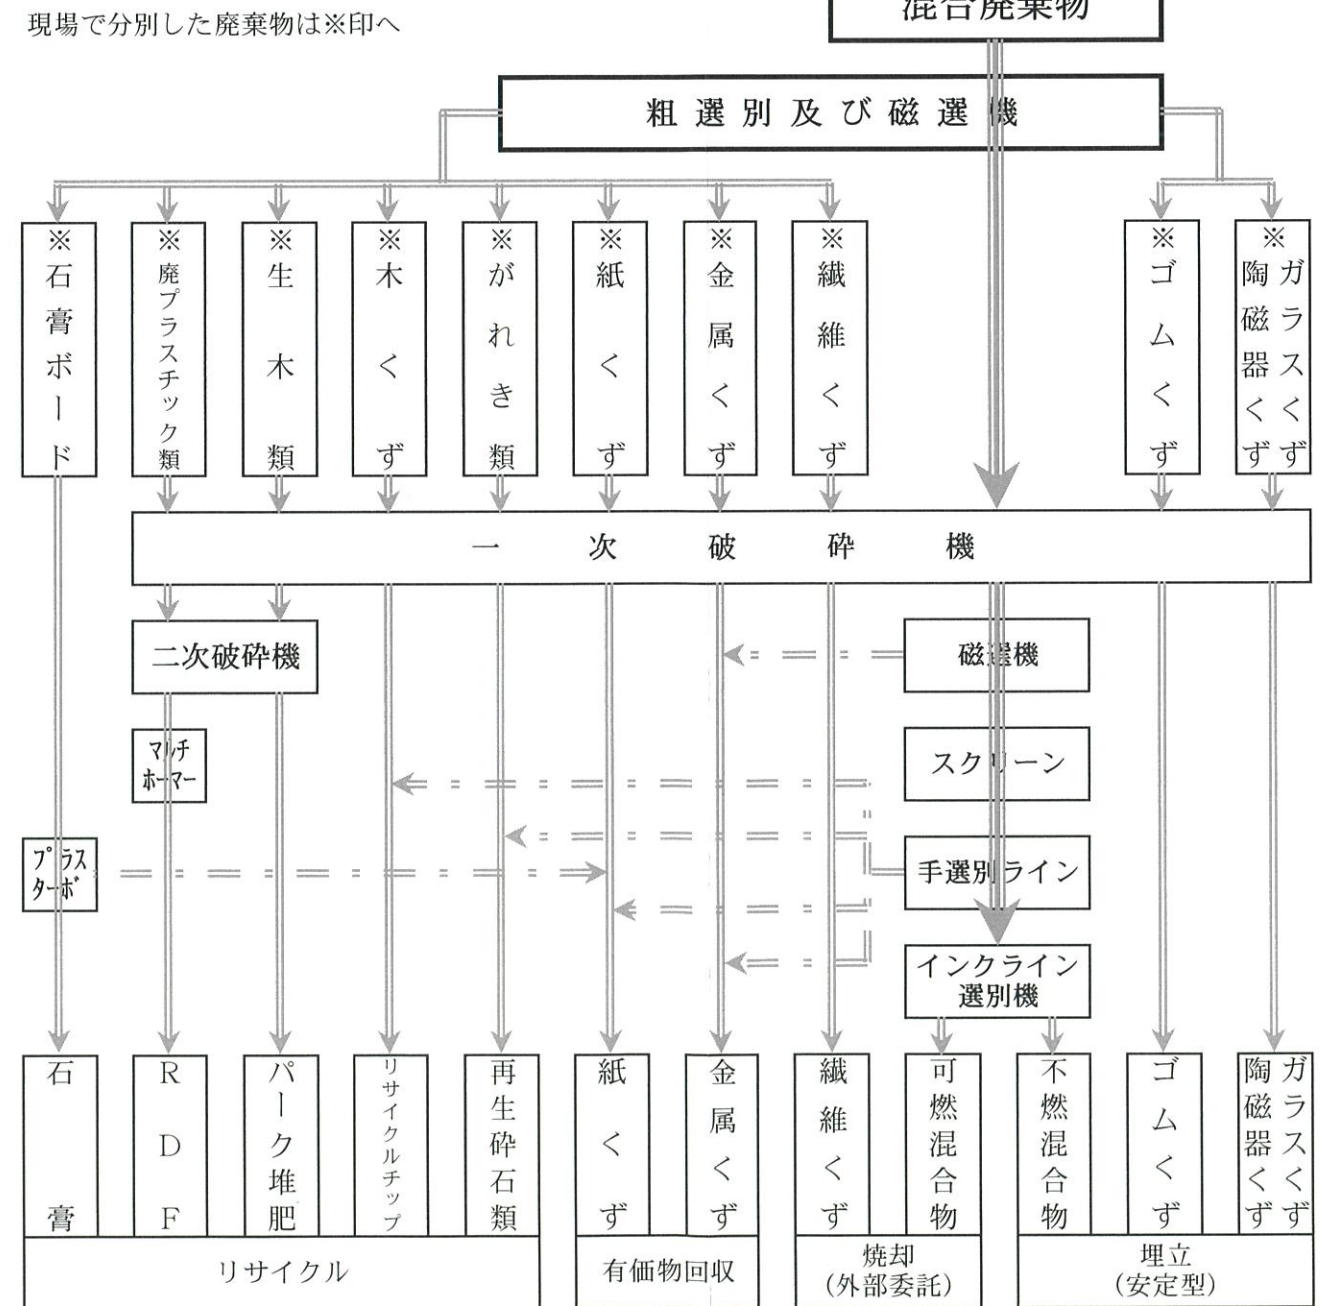 現場で分別した廃棄物は※印へ
混合廃棄物
粗選別及び磁選機
※石膏ボード
※廃プラスチック類
※生木類
※木くず
※がれき類
※紙くず
※金属くず
※繊維くず
※ゴムくず
※ガラスくず
陶磁器くず
一次破砕機
二次破砕機
磁選機
マルチ
ホーマー
スクリーン
プラス
ターボ
手選別ライン
インクライン
選別機
石膏
RDF
パーク堆肥
リサイクルチップ
再生砕石類
紙くず
金属くず
繊維くず
可燃混合物
不燃混合物
ゴムくず
ガラスくず
陶磁器くず
リサイクル
有価物回収
焼却
(外部委託)
埋立
(安定型)